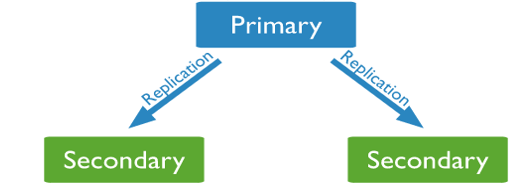 Primary
Replication
Replication
Secondary
Secondary